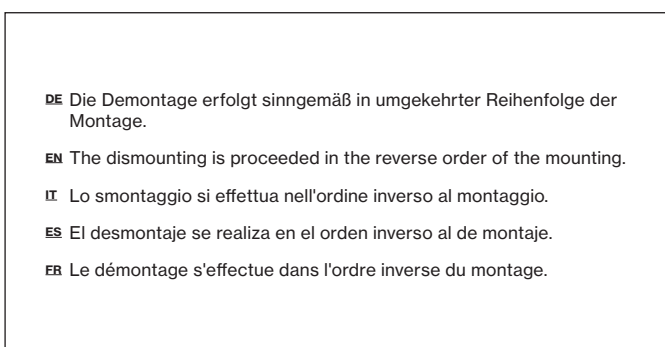 DE Die Demontage erfolgt sinngemäß in umgekehrter Reihenfolge der
Montage.
EN The dismounting is proceeded in the reverse order of the mounting.
IT Lo smontaggio si effettua nell'ordine inverso al montaggio.
ES El desmontaje se realiza en el orden inverso al de montaje.
FR Le démontage s'effectue dans l'ordre inverse du montage.